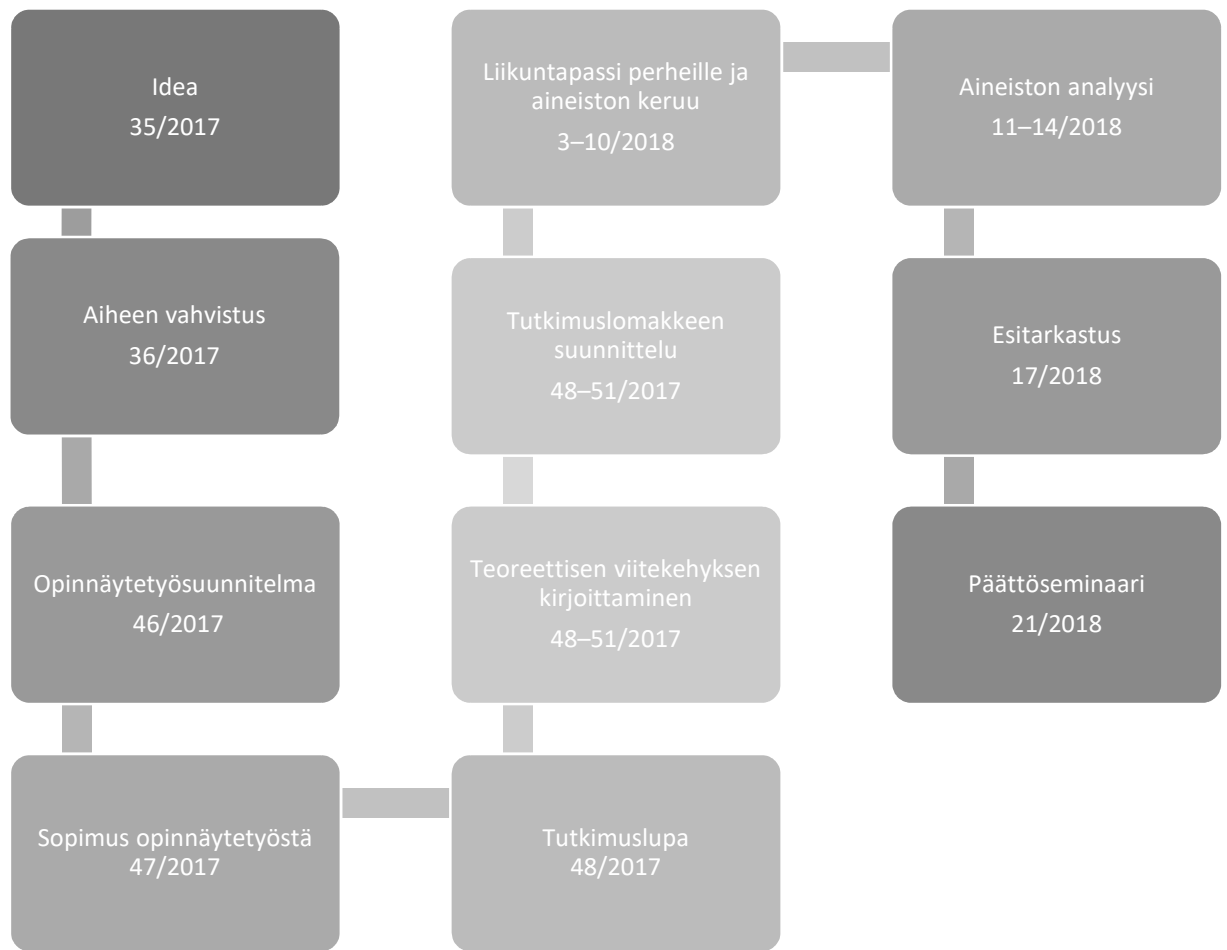 Idea
35/2017
Aiheen vahvistus
36/2017
Opinnäytetyösuunnitelma
46/2017
Sopimus opinnäytetyöstä
47/2017
Tutkimuslupa
48/2017
Teoreettisen viitekehyksen
kirjoittaminen
48–51/2017
Tutkimuslomakkeen
suunnittelu
48–51/2017
Liikuntapassi perheille ja
aineiston keruu
3–10/2018
Aineiston analyysi
11–14/2018
Esitarkastus
17/2018
Päättöseminaari
21/2018